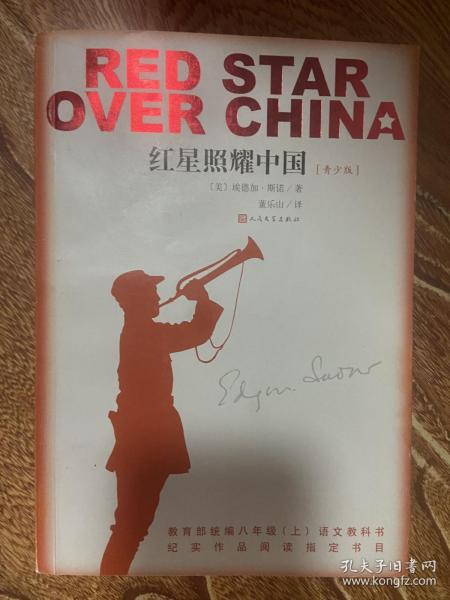 RED STAR
OVER CHINA
红星照耀中国 [青少版]
〔美〕埃德加·斯诺/著
董乐山/译
人民文学出版社
Edgar Snow
教育部统编八年级(上)语文教科书
纪实作品阅读指定书目
孔夫子旧书网
www.kongfz.com